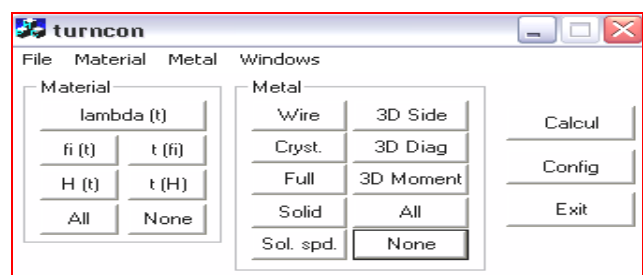 turncon
File Material Metal Windows
Material
lambda (t)
fi (t) t (fi)
H (t) t (H)
All None
Metal
Wire 3D Side
Cryst. 3D Diag
Full 3D Moment
Solid All
Sol. spd. None
Calcul
Config
Exit